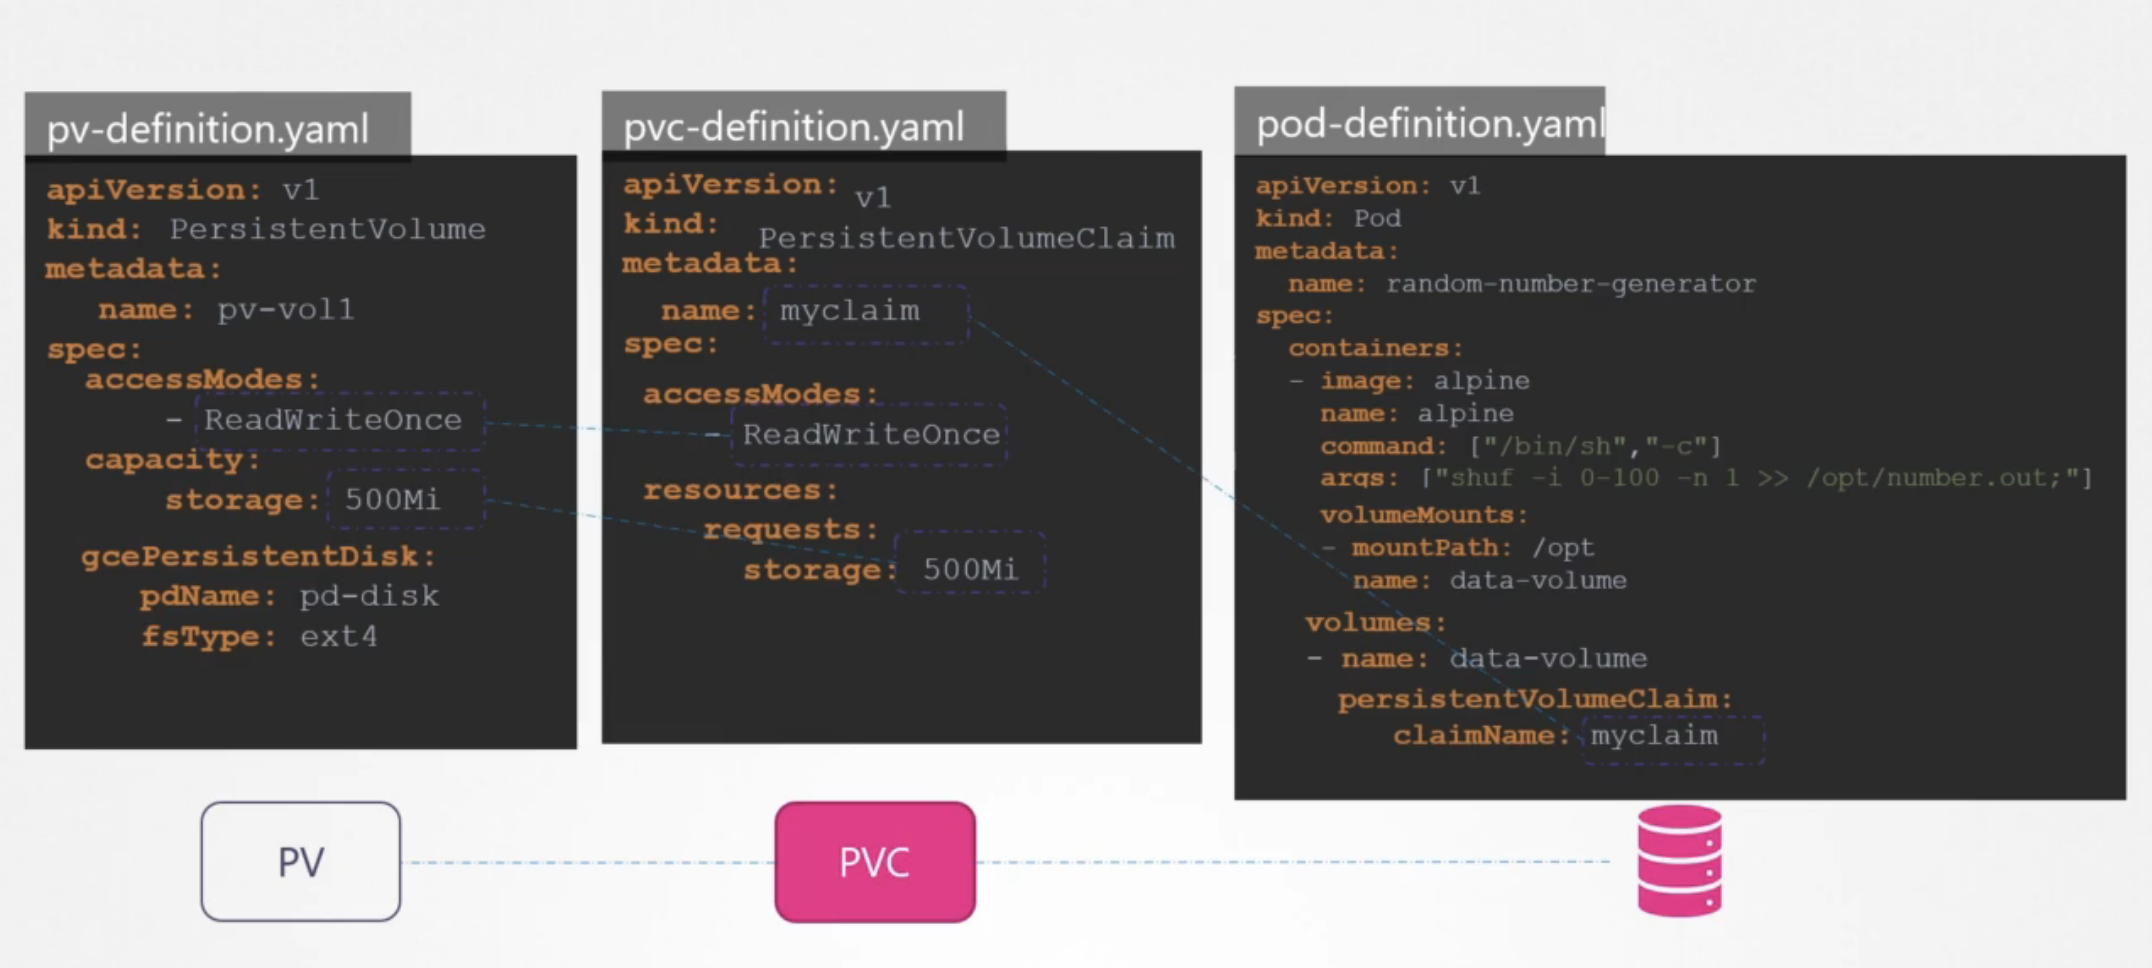 pv-definition.yaml
apiVersion: v1
kind: PersistentVolume
metadata:
name: pv-vol1
spec:
accessModes:
- ReadWriteOnce
capacity:
storage: 500Mi
gcePersistentDisk:
pdName: pd-disk
fsType: ext4
pvc-definition.yaml
apiVersion: v1
kind: PersistentVolumeClaim
metadata:
name: myclaim
spec:
accessModes:
- ReadWriteOnce
resources:
requests:
storage: 500Mi
pod-definition.yaml
apiVersion: v1
kind: Pod
metadata:
name: random-number-generator
spec:
containers:
- image: alpine
name: alpine
command: ["/bin/sh","-c"]
args: ["shuf -i 0-100 -n 1 >> /opt/number.out;"]
volumeMounts:
- mountPath: /opt
name: data-volume
volumes:
- name: data-volume
persistentVolumeClaim:
claimName: myclaim
PV
PVC